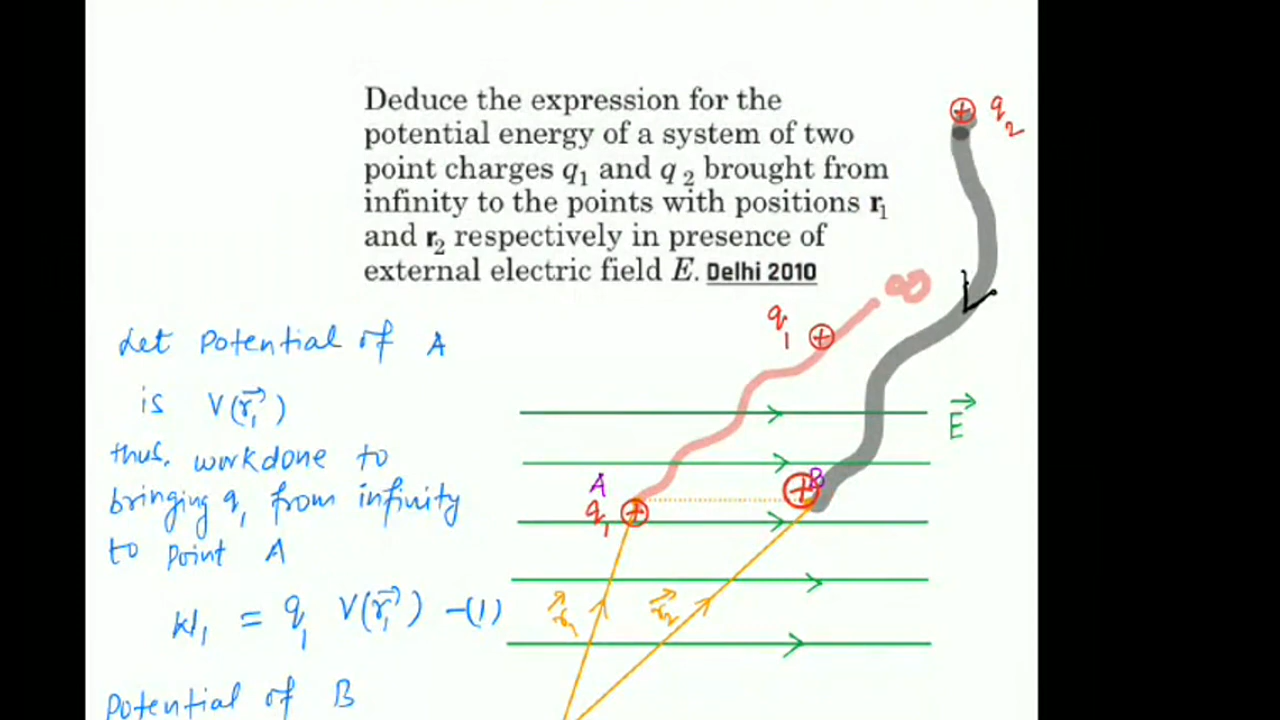 Deduce the expression for the
potential energy of a system of two
point charges q₁ and q₂ brought from
infinity to the points with positions r₁
and r₂ respectively in presence of
external electric field E. Delhi 2010
⊕ q₂
∞
q₁ ⊕
Let Potential of A
is V(r₁⃗)
E⃗
thus, workdone to
bringing q₁ from infinity
to Point A
A
B
q₁ ⊕
⊕
W₁ = q₁ V(r₁⃗) -(1)
r⃗₁
r⃗₂
Potential of B